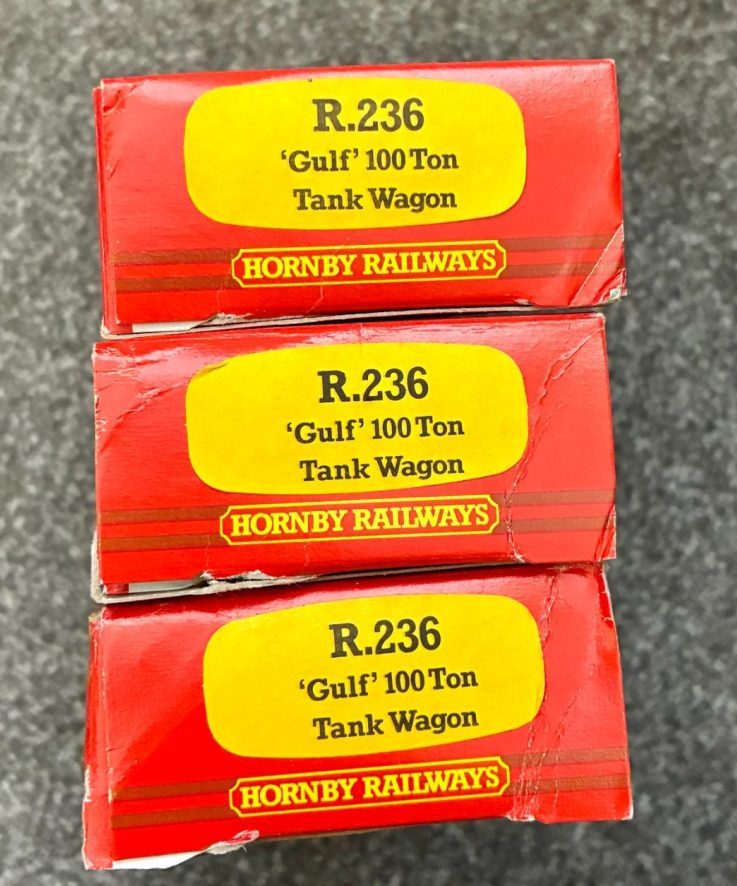 R.236
‘Gulf’ 100 Ton
Tank Wagon
HORNBY RAILWAYS
R.236
‘Gulf’ 100 Ton
Tank Wagon
HORNBY RAILWAYS
R.236
‘Gulf’ 100 Ton
Tank Wagon
HORNBY RAILWAYS